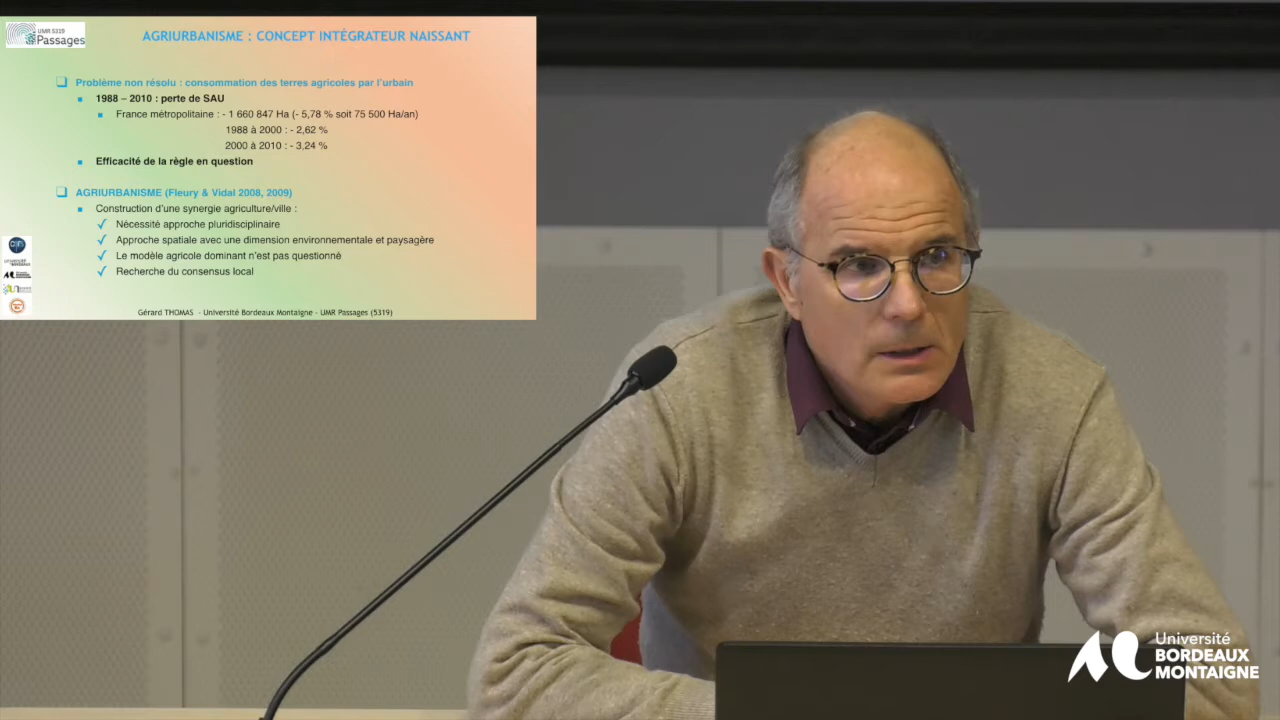 UMR 5319
Passages
AGRIURBANISME : CONCEPT INTÉGRATEUR NAISSANT
Problème non résolu : consommation des terres agricoles par l'urbain
1988 – 2010 : perte de SAU
France métropolitaine : - 1 660 847 Ha (- 5,78 % soit 75 500 Ha/an)
1988 à 2000 : - 2,62 %
2000 à 2010 : - 3,24 %
Efficacité de la règle en question
AGRIURBANISME (Fleury & Vidal 2008, 2009)
Construction d'une synergie agriculture/ville :
Nécessité approche pluridisciplinaire
Approche spatiale avec une dimension environnementale et paysagère
Le modèle agricole dominant n'est pas questionné
Recherche du consensus local
Gérard THOMAS - Université Bordeaux Montaigne - UMR Passages (5319)
Université
BORDEAUX
MONTAIGNE